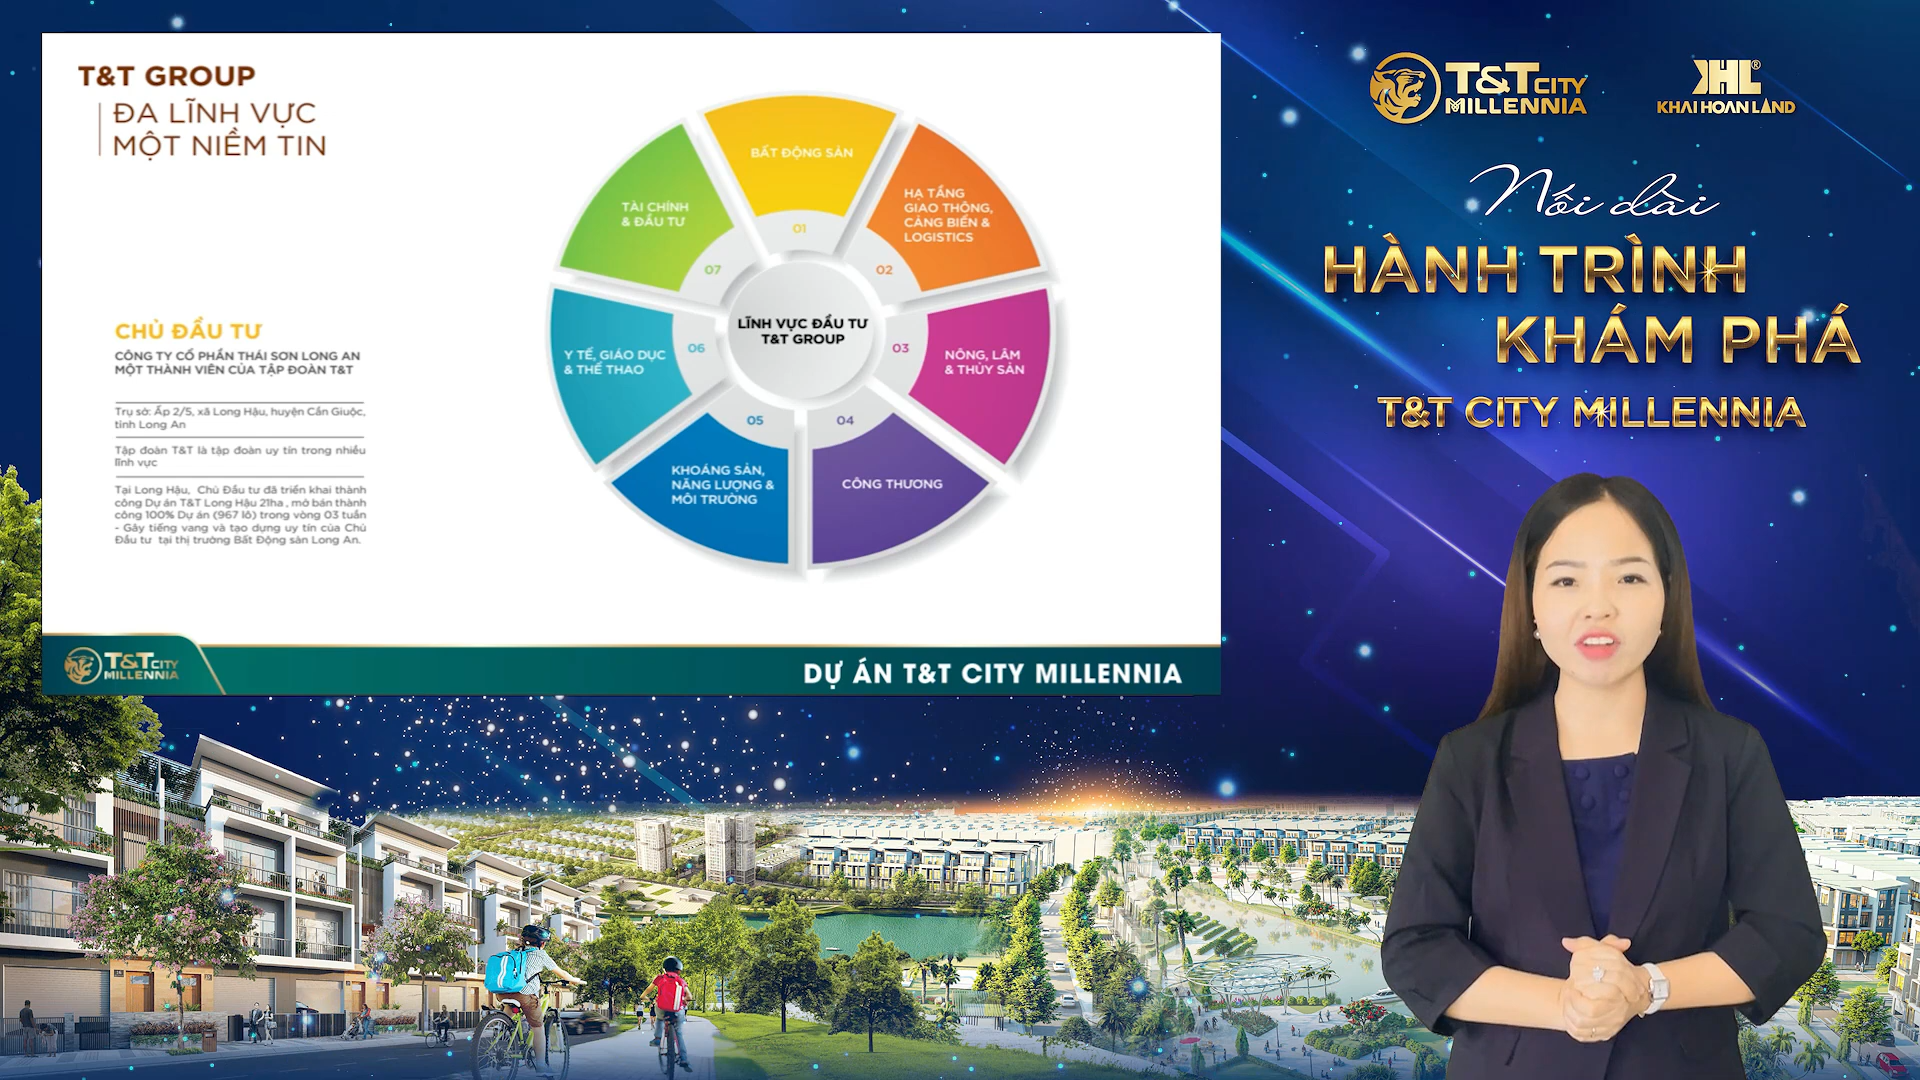 T&T GROUP
ĐA LĨNH VỰC
MỘT NIỀM TIN
CHỦ ĐẦU TƯ
CÔNG TY CỔ PHẦN THÁI SƠN LONG AN
MỘT THÀNH VIÊN CỦA TẬP ĐOÀN T&T
Trụ sở: Ấp 2/5, xã Long Hậu, huyện Cần Giuộc,
tỉnh Long An
Tập đoàn T&T là tập đoàn uy tín trong nhiều
lĩnh vực
Tại Long Hậu, Chủ Đầu tư đã triển khai thành
công Dự án T&T Long Hậu 21ha , mở bán thành
công 100% Dự án (967 lô) trong vòng 03 tuần
- Gây tiếng vang và tạo dựng uy tín của Chủ
Đầu tư tại thị trường Bất Động sản Long An.
BẤT ĐỘNG SẢN
01
HẠ TẦNG
GIAO THÔNG,
CẢNG BIỂN &
LOGISTICS
02
NÔNG, LÂM
& THỦY SẢN
03
CÔNG THƯƠNG
04
KHOÁNG SẢN,
NĂNG LƯỢNG &
MÔI TRƯỜNG
05
Y TẾ, GIÁO DỤC
& THỂ THAO
06
TÀI CHÍNH
& ĐẦU TƯ
07
LĨNH VỰC ĐẦU TƯ
T&T GROUP
T&T CITY
MILLENNIA
DỰ ÁN T&T CITY MILLENNIA
T&T CITY
MILLENNIA
KHL®
KHAI HOAN LAND
Nối dài
HÀNH TRÌNH
KHÁM PHÁ
T&T CITY MILLENNIA